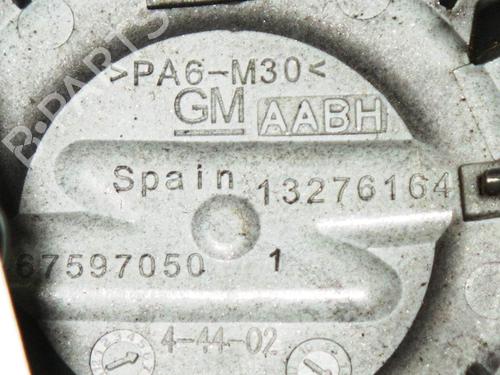 >PA6-M30<
GM AABH
Spain 13276164
67597050 1
4-44-02
B-PARTS